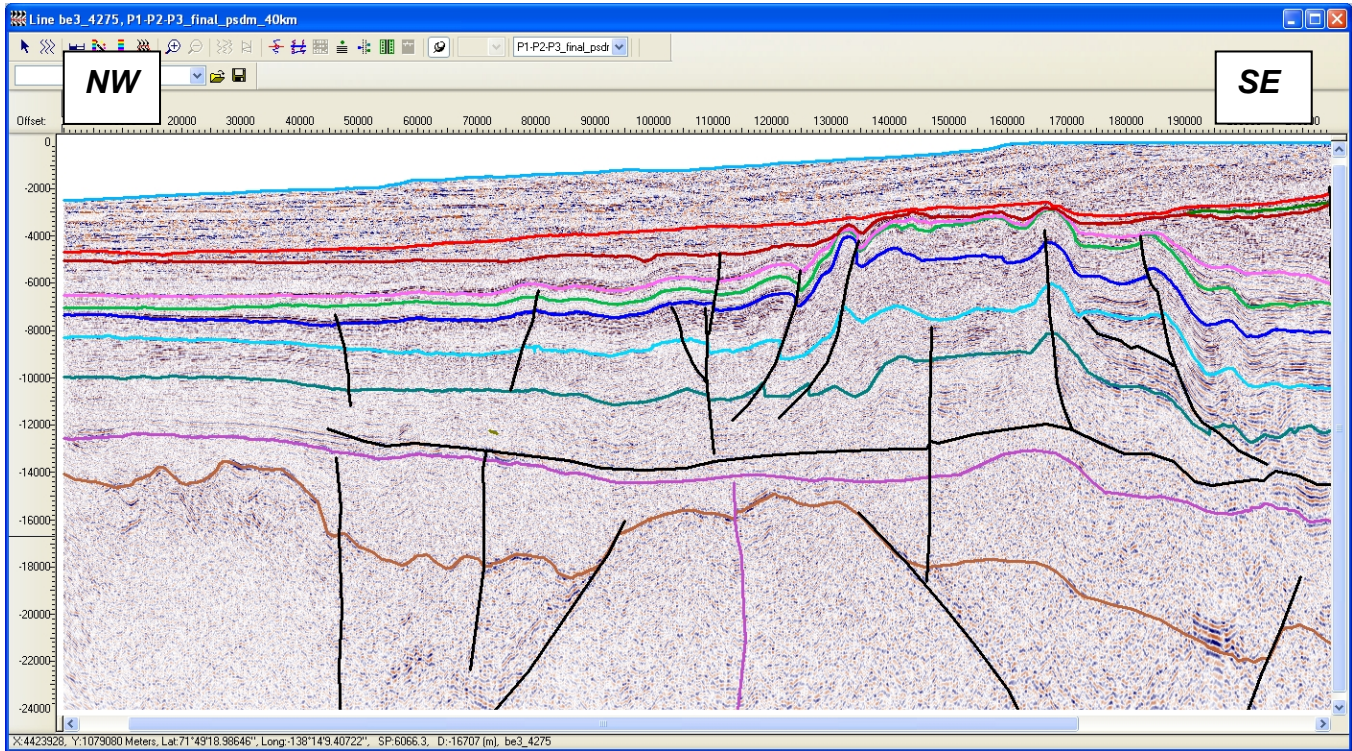 Line be3_4275, P1-P2-P3_final_psdm_40km
P1-P2-P3_final_psdr
NW
SE
Offset: 20000 30000 40000 50000 60000 70000 80000 90000 100000 110000 120000 130000 140000 150000 160000 170000 180000 190000
0
-2000
-4000
-6000
-8000
-10000
-12000
-14000
-16000
-18000
-20000
-22000
-24000
X:4423928, Y:1079080 Meters, Lat:71°49'18.98646", Long:-138°14'9.40722", SP:6066.3, D:-16707 (m), be3_4275